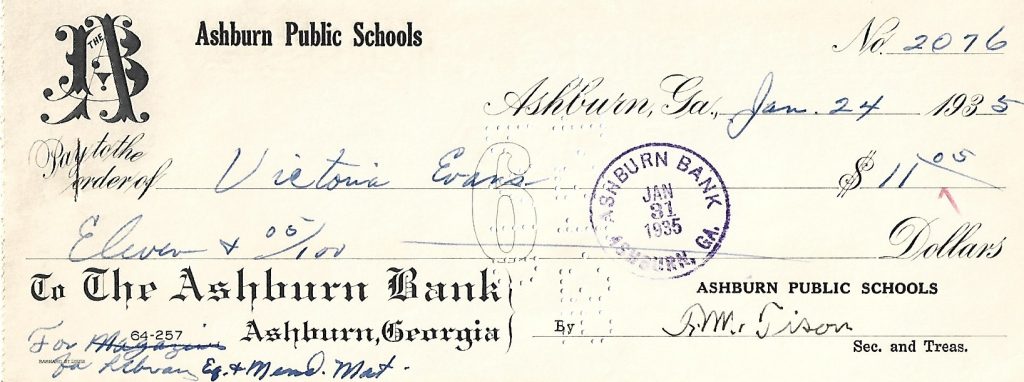 THE AB
Ashburn Public Schools
No. 2076
Ashburn, Ga., Jan. 24 1935
Pay to the
order of Victoria Evans $ 11 05
Eleven & 05/100 Dollars
ASHBURN BANK
JAN
31
1935
ASHBURN, GA.
To The Ashburn Bank
64-257 Ashburn, Georgia
ASHBURN PUBLIC SCHOOLS
By R.W. Tison
Sec. and Treas.
For Magazine
for Library Eq. & Mend. Mat.